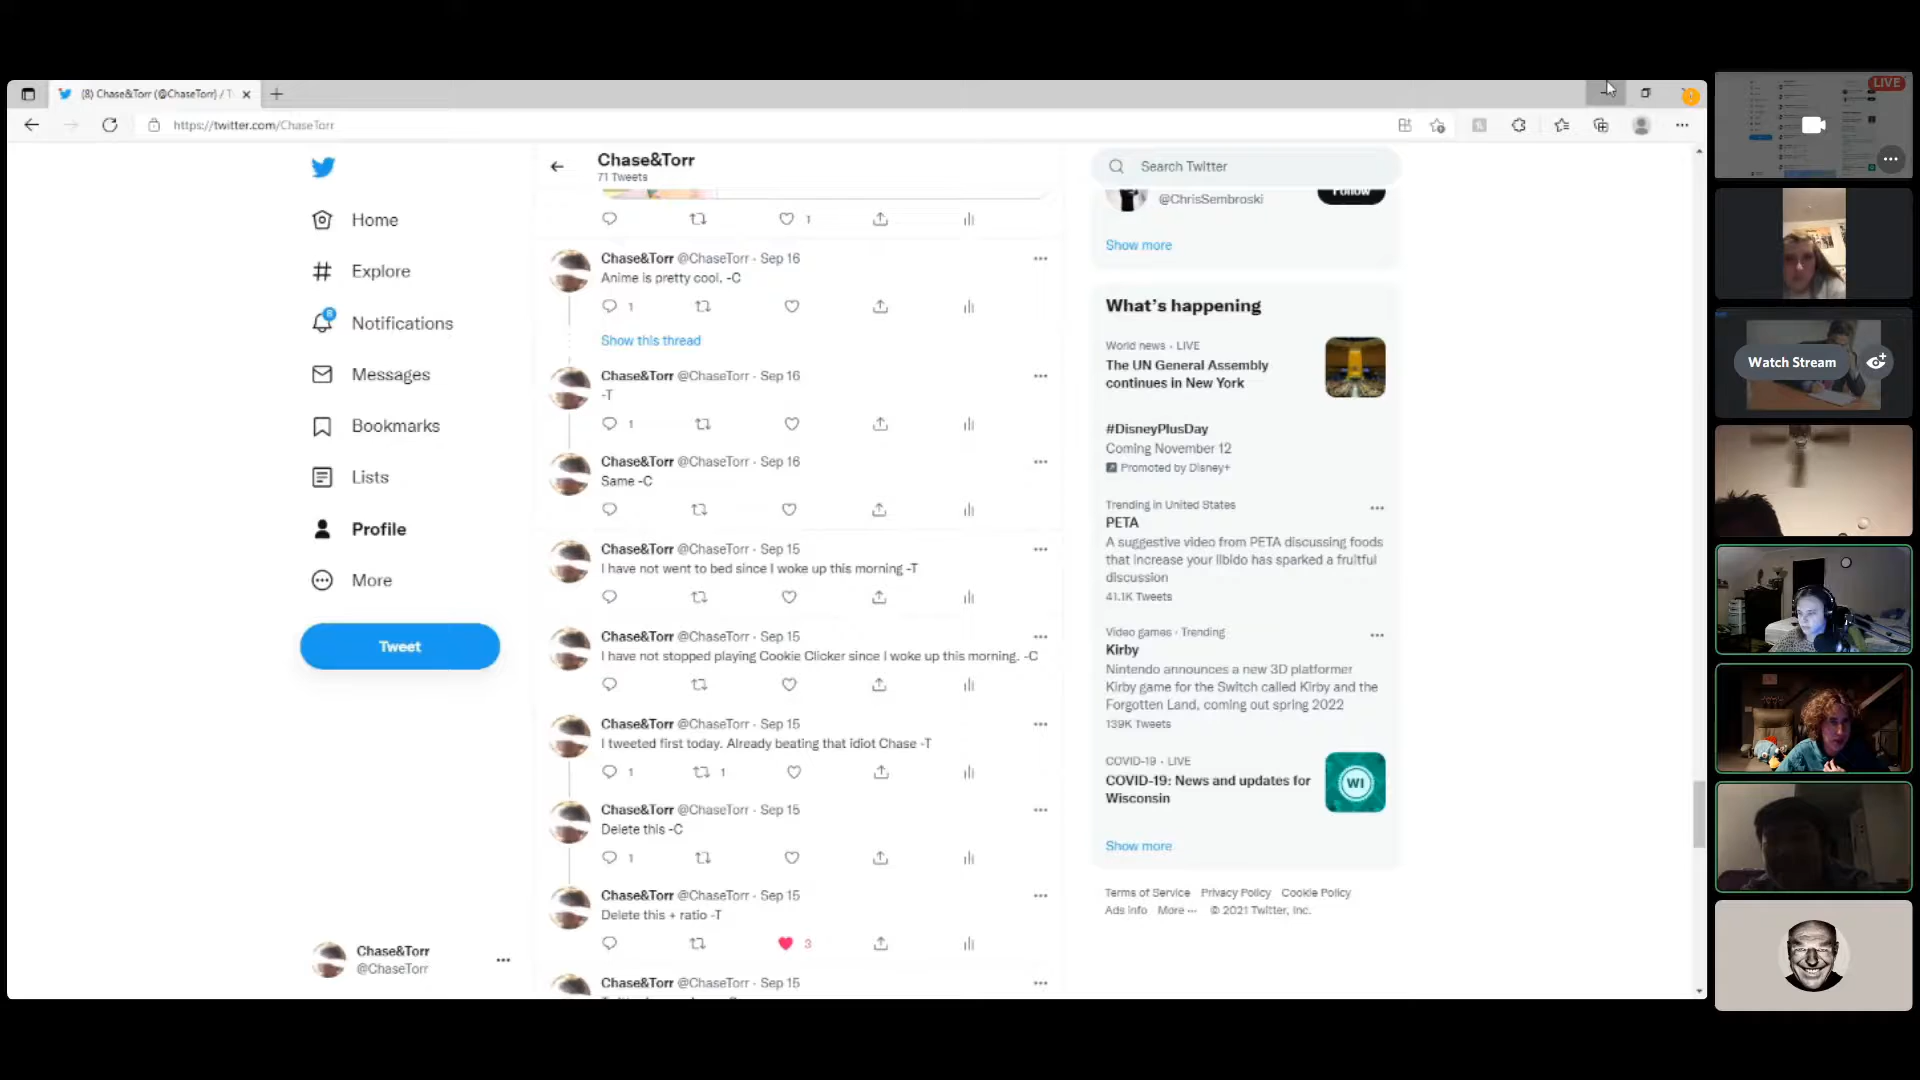 (8) Chase&Torr (@ChaseTorr) / T
https://twitter.com/ChaseTorr
LIVE
Home
Explore
8
Notifications
Messages
Bookmarks
Lists
Profile
More
Tweet
Chase&Torr
@ChaseTorr
Chase&Torr
71 Tweets
1
Chase&Torr @ChaseTorr · Sep 16
Anime is pretty cool. -C
1
Show this thread
Chase&Torr @ChaseTorr · Sep 16
-T
1
Chase&Torr @ChaseTorr · Sep 16
Same -C
Chase&Torr @ChaseTorr · Sep 15
I have not went to bed since I woke up this morning -T
Chase&Torr @ChaseTorr · Sep 15
I have not stopped playing Cookie Clicker since I woke up this morning. -C
Chase&Torr @ChaseTorr · Sep 15
I tweeted first today. Already beating that idiot Chase -T
1 1
Chase&Torr @ChaseTorr · Sep 15
Delete this -C
1
Chase&Torr @ChaseTorr · Sep 15
Delete this + ratio -T
3
Chase&Torr @ChaseTorr · Sep 15
Search Twitter
@ChrisSembroski
Follow
Show more
What's happening
World news · LIVE
The UN General Assembly
continues in New York
#DisneyPlusDay
Coming November 12
Promoted by Disney+
Trending in United States
PETA
A suggestive video from PETA discussing foods
that increase your libido has sparked a fruitful
discussion
41.1K Tweets
Video games · Trending
Kirby
Nintendo announces a new 3D platformer
Kirby game for the Switch called Kirby and the
Forgotten Land, coming out spring 2022
139K Tweets
COVID-19 · LIVE
COVID-19: News and updates for
Wisconsin
WI
Show more
Terms of Service Privacy Policy Cookie Policy
Ads info More ··· © 2021 Twitter, Inc.
Watch Stream